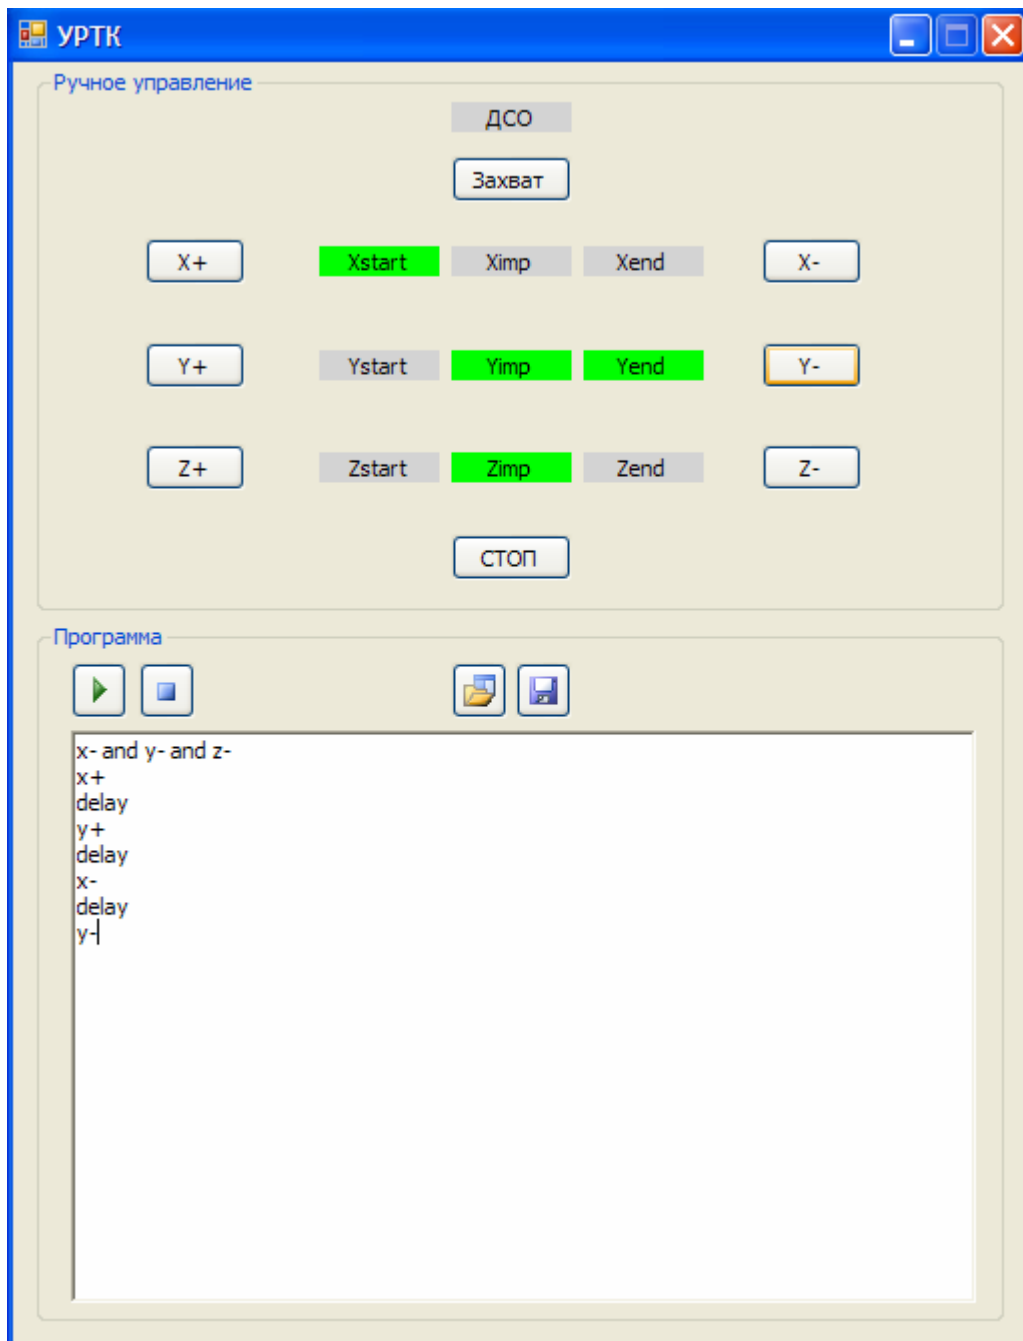 УРТК
Ручное управление
ДСО
Захват
X+ Xstart Ximp Xend X-
Y+ Ystart Yimp Yend Y-
Z+ Zstart Zimp Zend Z-
СТОП
Программа
x- and y- and z-
x+
delay
y+
delay
x-
delay
y-